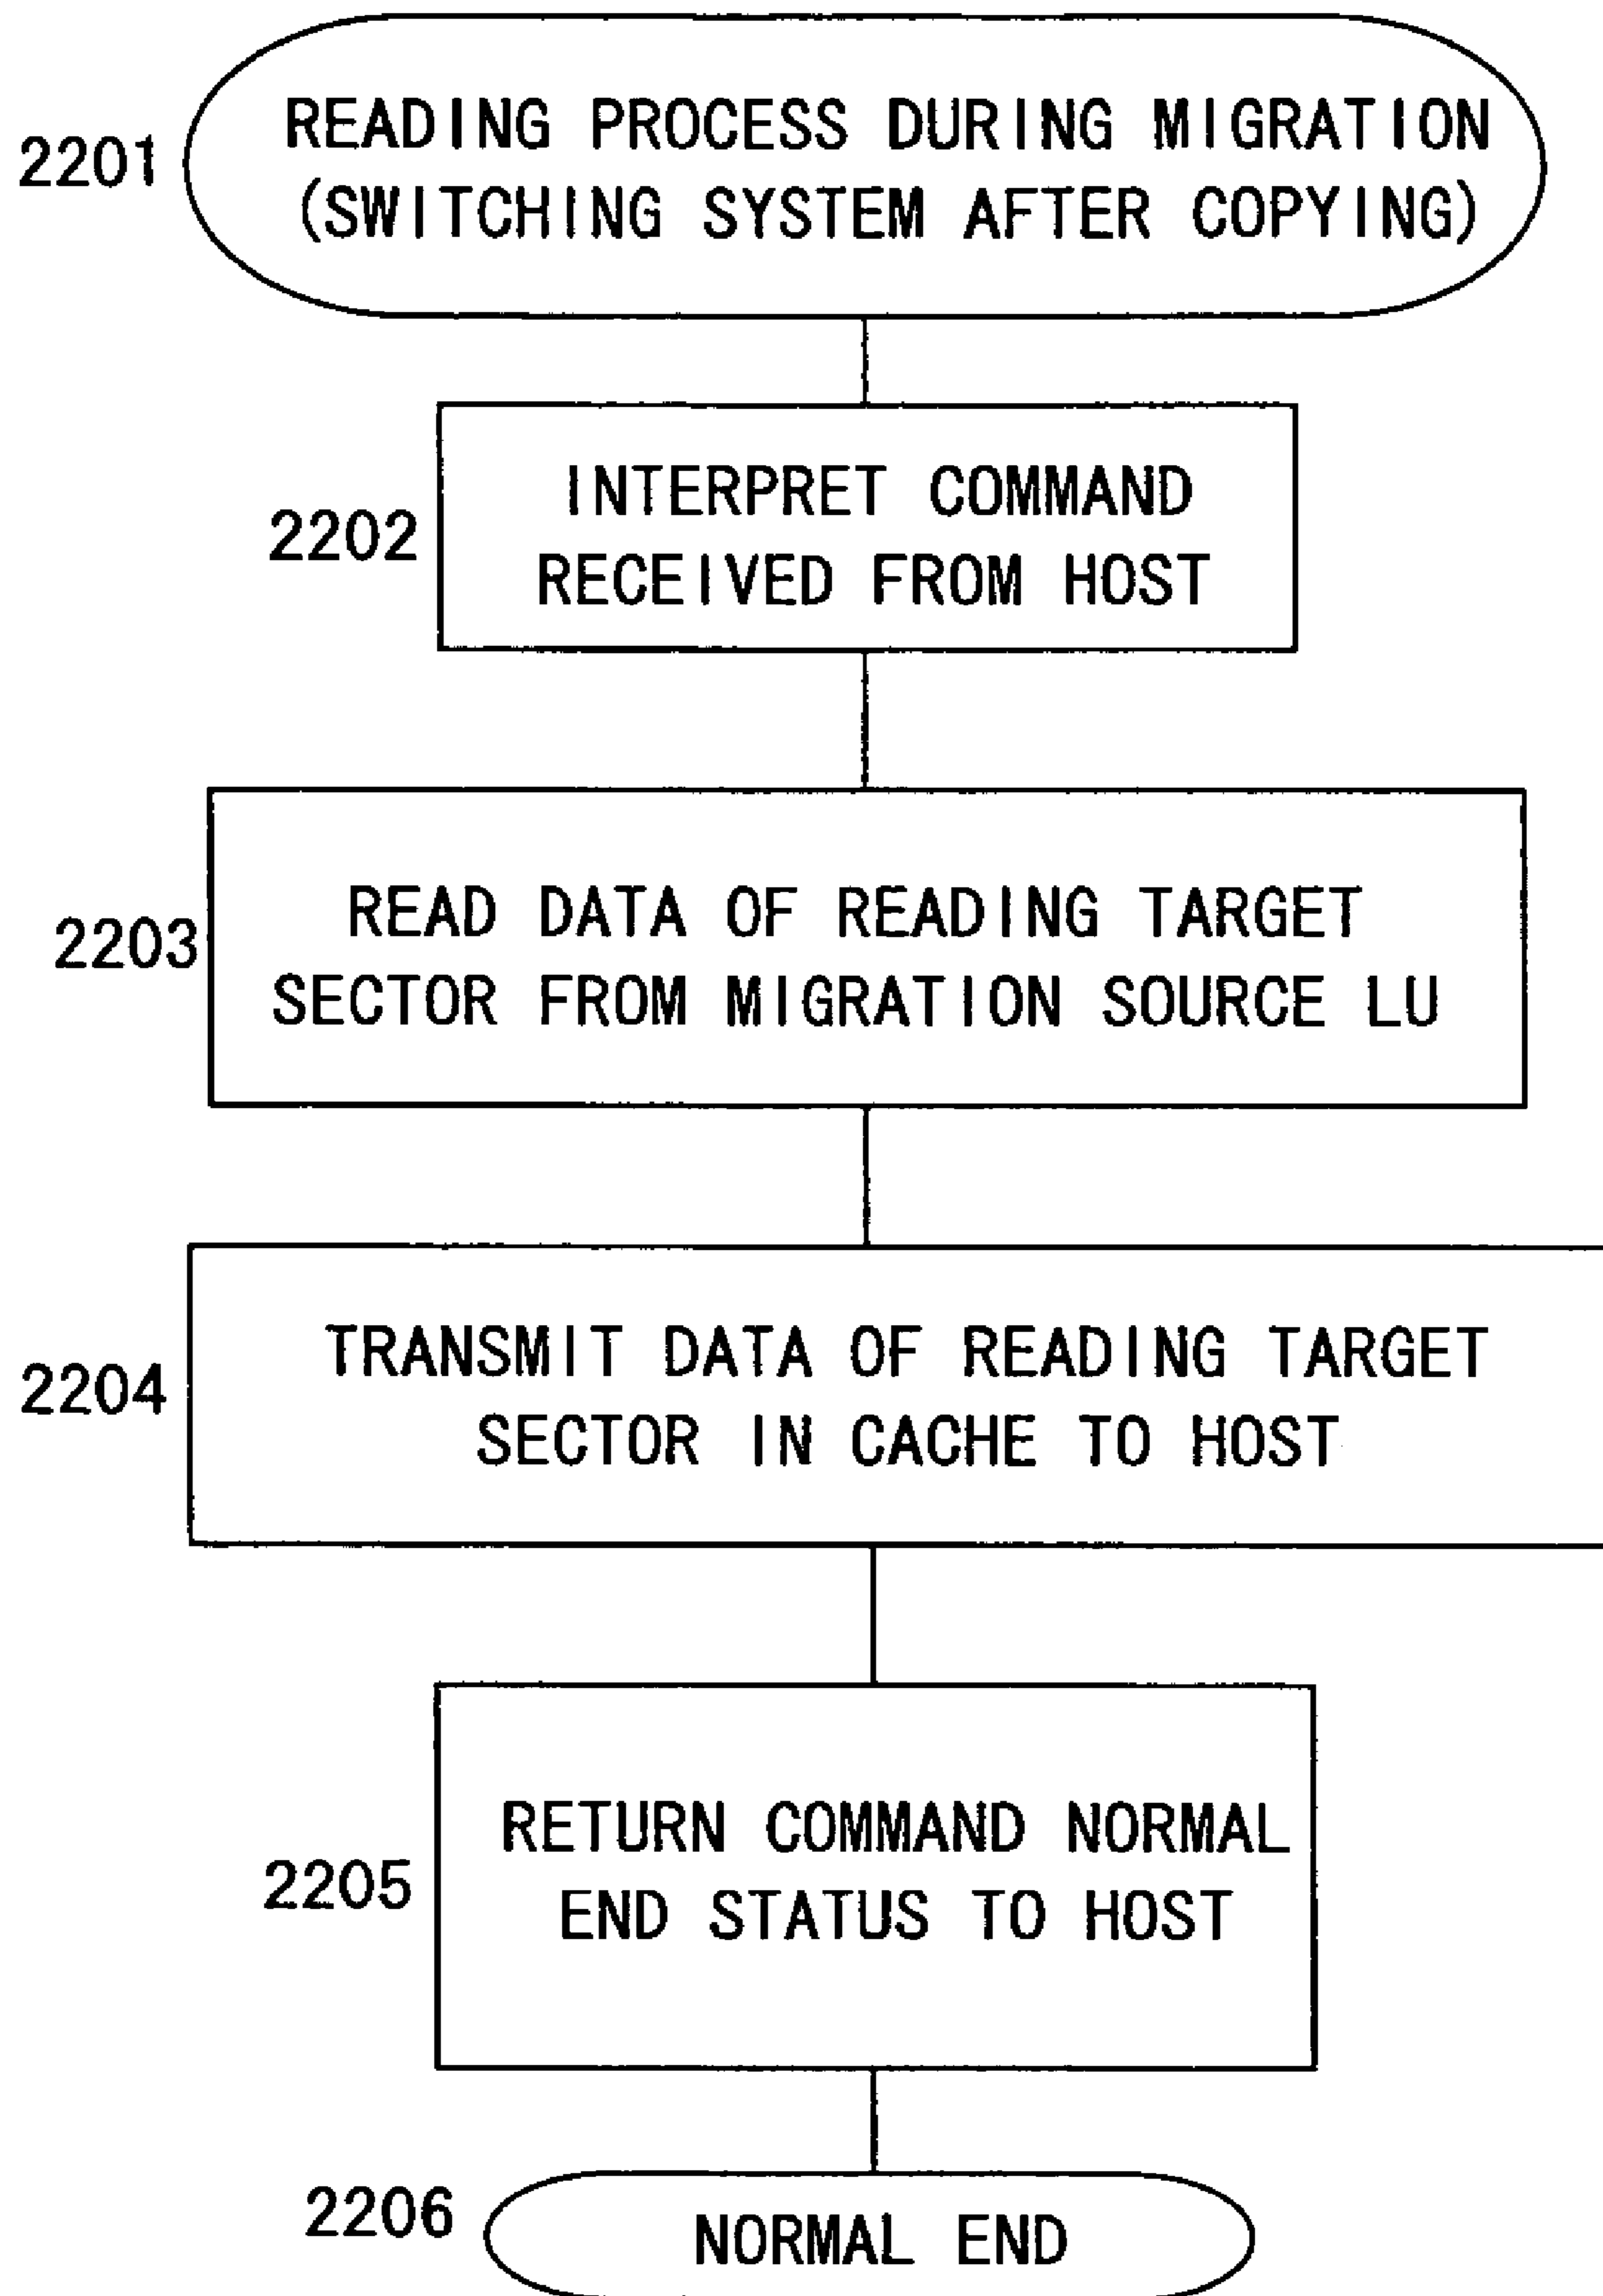 2201
READING PROCESS DURING MIGRATION
(SWITCHING SYSTEM AFTER COPYING)
2202
INTERPRET COMMAND
RECEIVED FROM HOST
2203
READ DATA OF READING TARGET
SECTOR FROM MIGRATION SOURCE LU
2204
TRANSMIT DATA OF READING TARGET
SECTOR IN CACHE TO HOST
2205
RETURN COMMAND NORMAL
END STATUS TO HOST
2206
NORMAL END